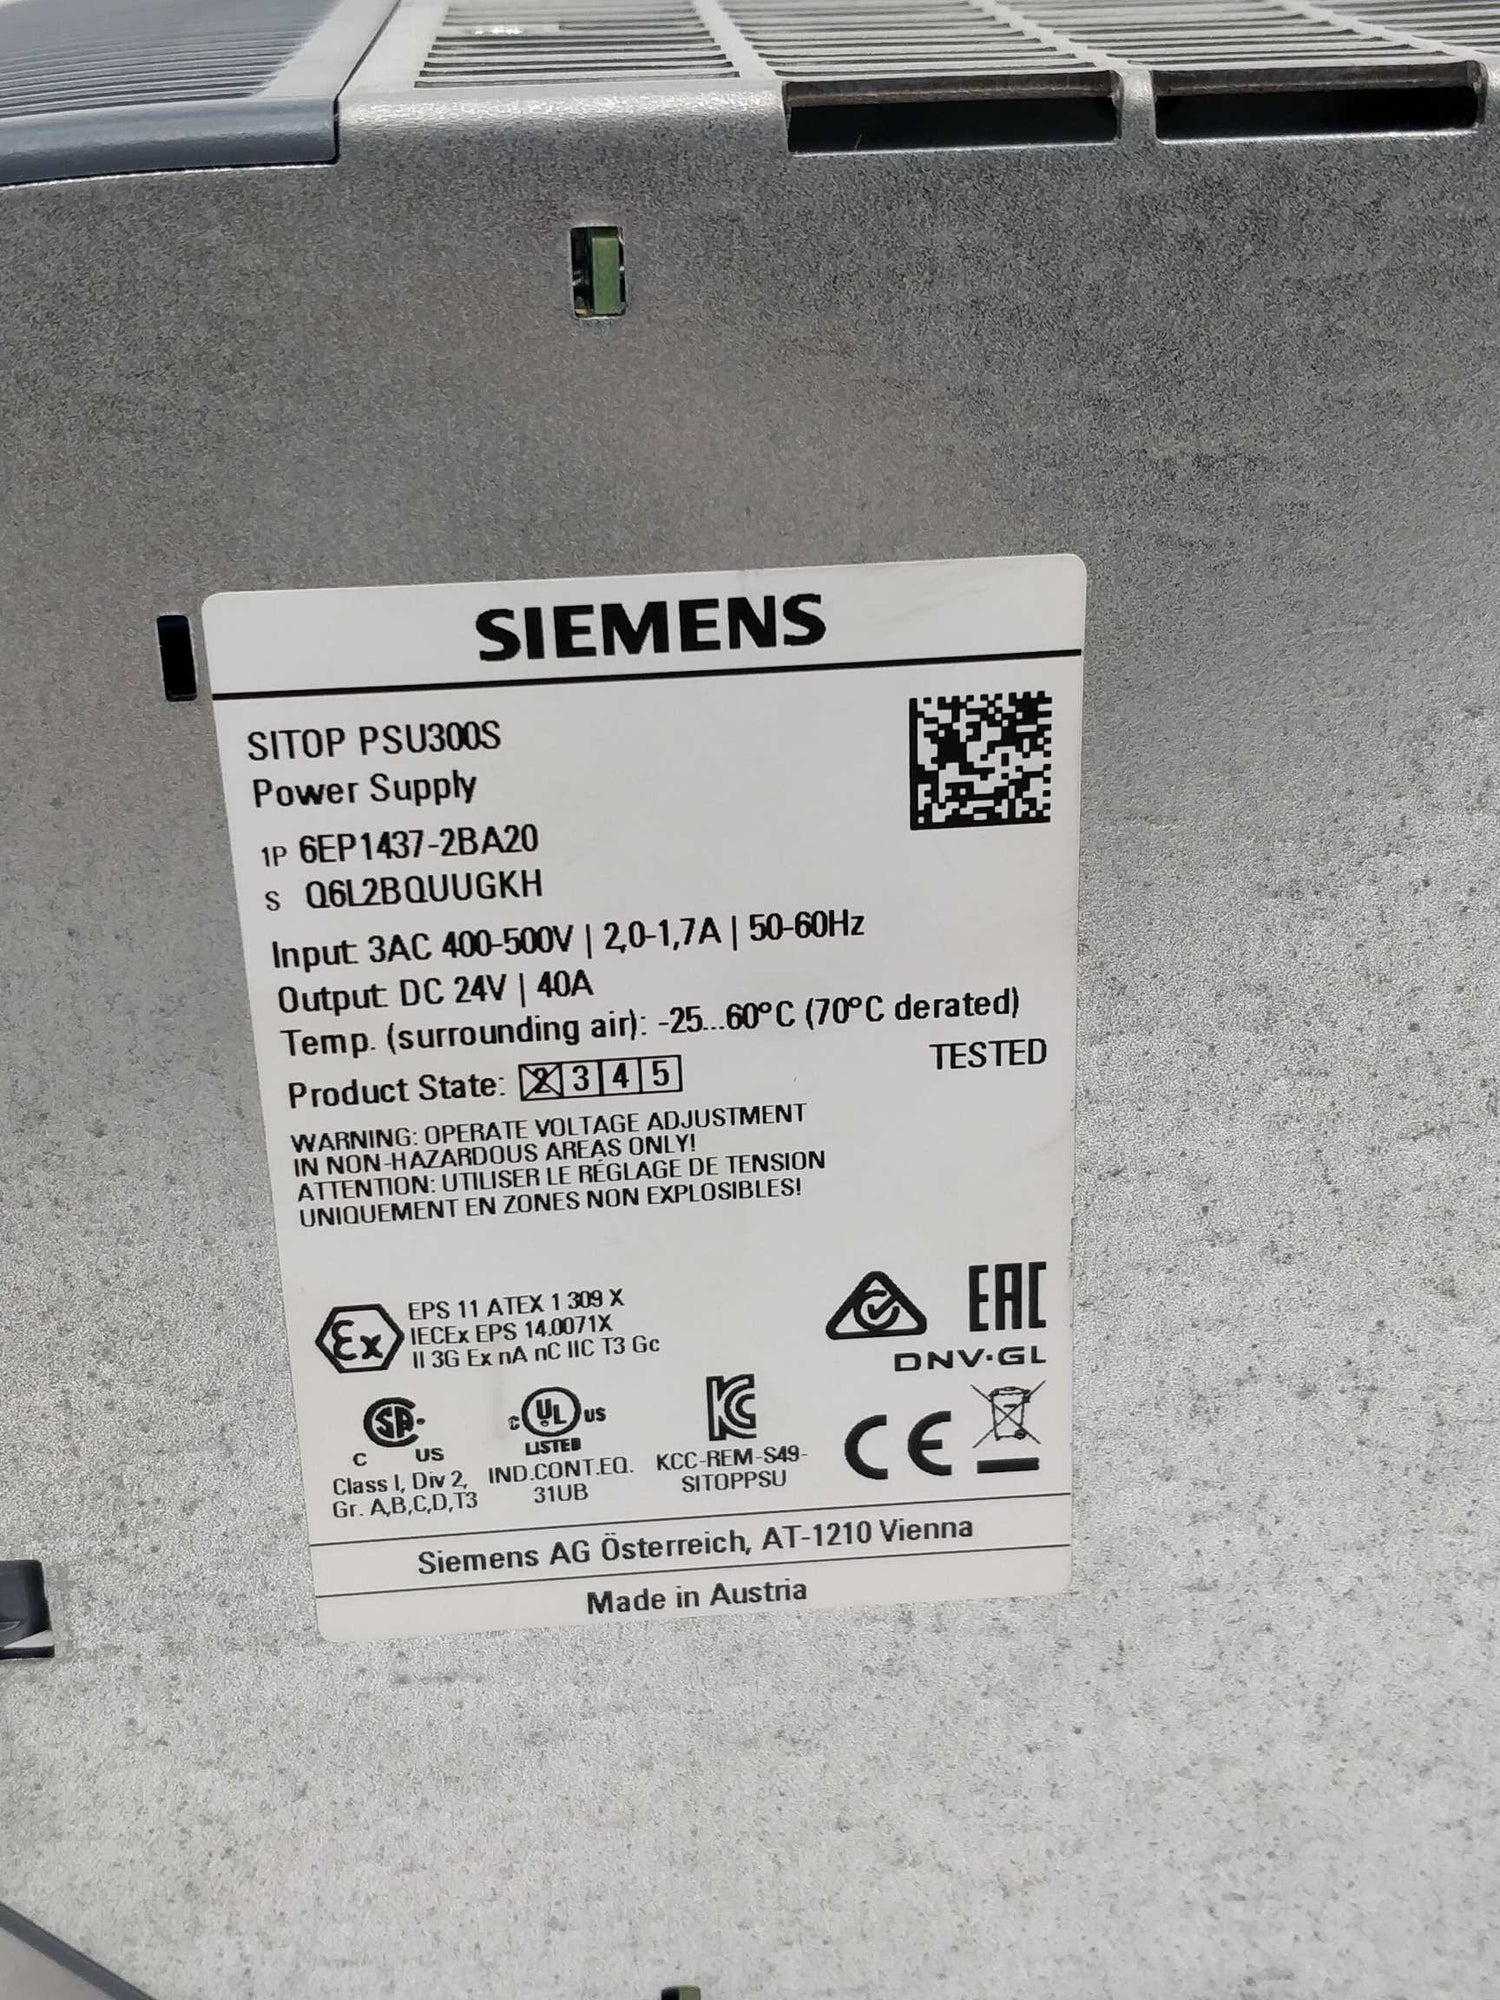 SIEMENS
SITOP PSU300S
Power Supply
1P 6EP1437-2BA20
S Q6L2BQUUGKH
Input: 3AC 400-500V | 2,0-1,7A | 50-60Hz
Output: DC 24V | 40A
Temp. (surrounding air): -25...60°C (70°C derated)
Product State: 2 3 4 5
TESTED
WARNING: OPERATE VOLTAGE ADJUSTMENT
IN NON-HAZARDOUS AREAS ONLY!
ATTENTION: UTILISER LE RÉGLAGE DE TENSION
UNIQUEMENT EN ZONES NON EXPLOSIBLES!
Ex
EPS 11 ATEX 1 309 X
IECEx EPS 14.0071X
II 3G Ex nA nC IIC T3 Gc
EAC
DNV·GL
C SA US
Class I, Div 2,
Gr. A,B,C,D,T3
C UL US
LISTED
IND.CONT.EQ.
31UB
KC
KCC-REM-S49-
SITOPPSU
CE
Siemens AG Österreich, AT-1210 Vienna
Made in Austria